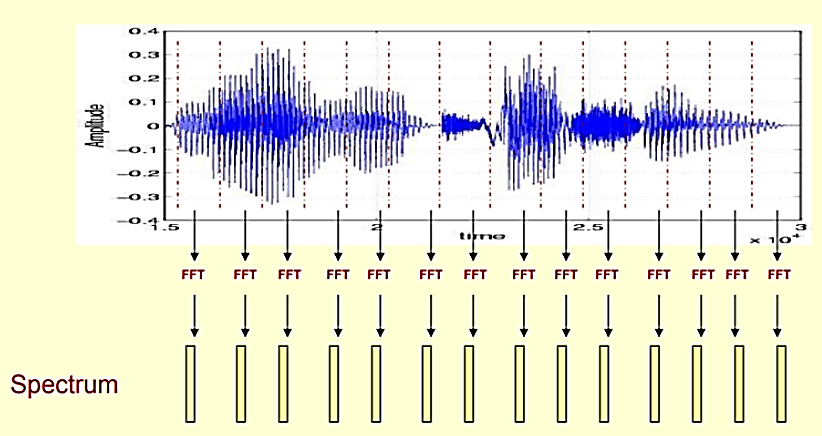 0.4
0.3
0.2
0.1
0
-0.1
-0.2
-0.3
-0.4
Amplitude
1.5 2 2.5 3
time
x 10^4
FFT FFT FFT FFT FFT FFT FFT FFT FFT FFT FFT FFT FFT FFT
Spectrum